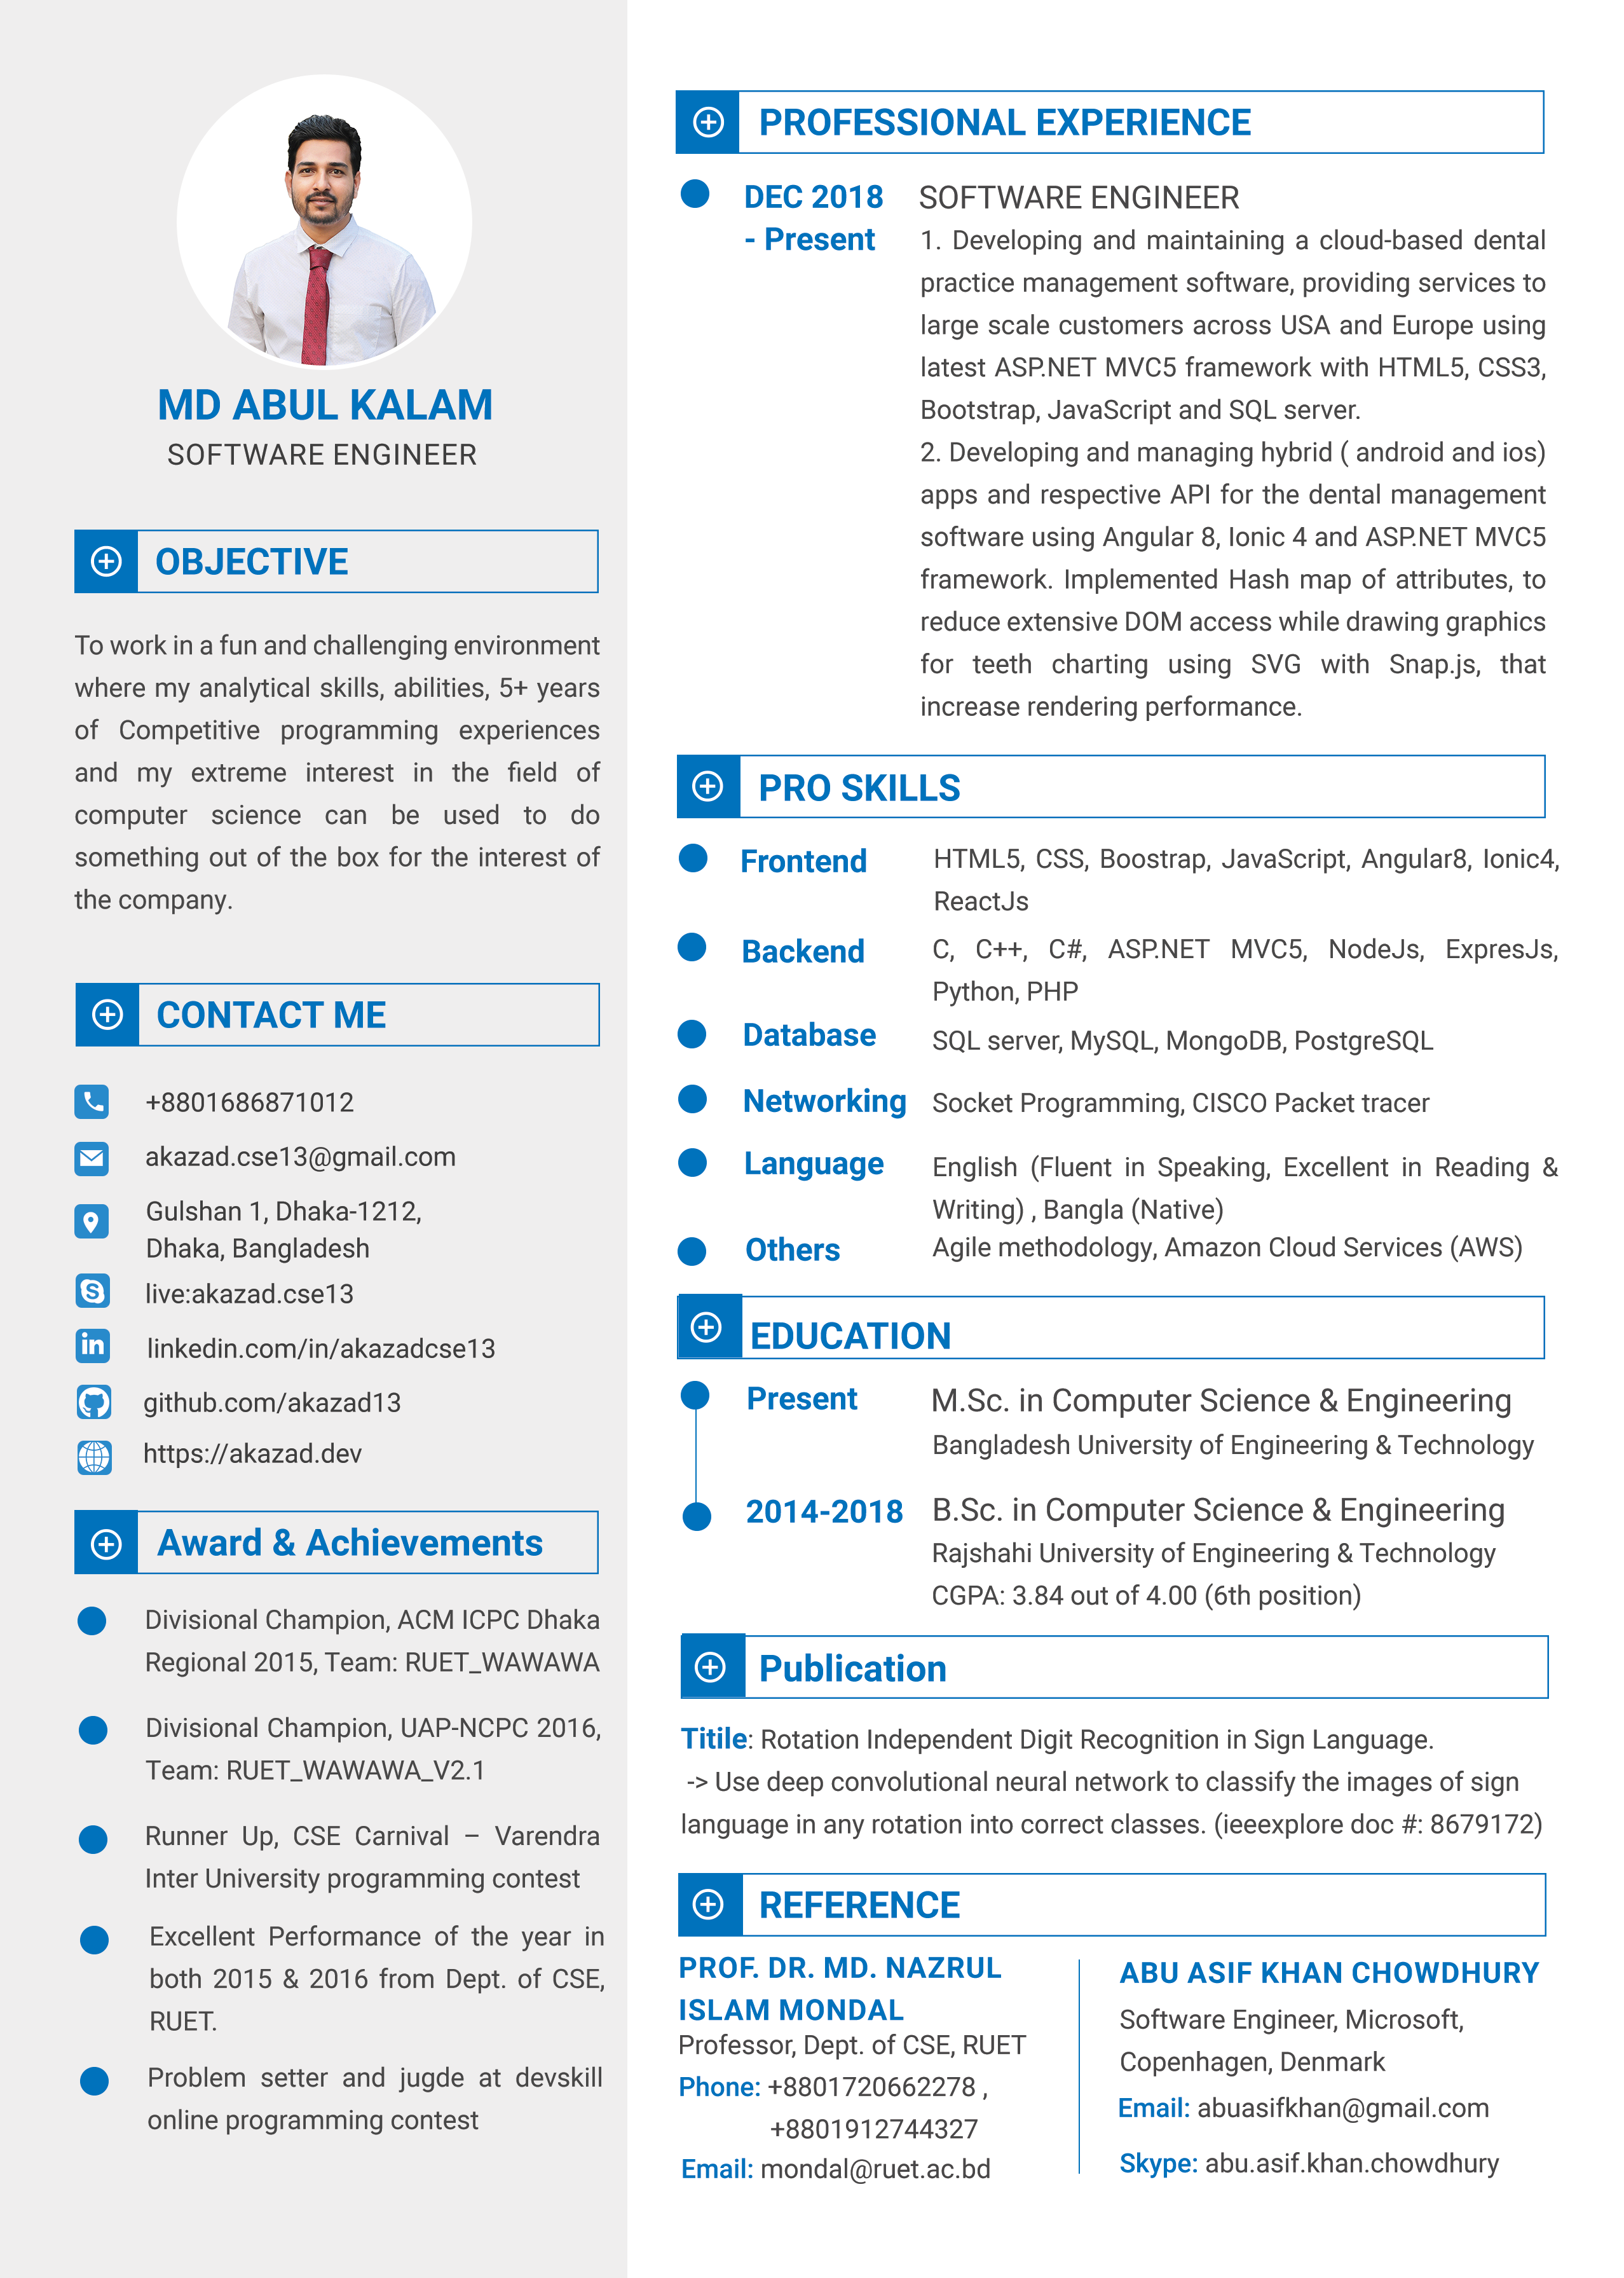 MD ABUL KALAM
SOFTWARE ENGINEER
OBJECTIVE
To work in a fun and challenging environment
where my analytical skills, abilities, 5+ years
of Competitive programming experiences
and my extreme interest in the field of
computer science can be used to do
something out of the box for the interest of
the company.
CONTACT ME
+8801686871012
akazad.cse13@gmail.com
Gulshan 1, Dhaka-1212,
Dhaka, Bangladesh
live:akazad.cse13
linkedin.com/in/akazadcse13
github.com/akazad13
https://akazad.dev
Award & Achievements
Divisional Champion, ACM ICPC Dhaka
Regional 2015, Team: RUET_WAWAWA
Divisional Champion, UAP-NCPC 2016,
Team: RUET_WAWAWA_V2.1
Runner Up, CSE Carnival – Varendra
Inter University programming contest
Excellent Performance of the year in
both 2015 & 2016 from Dept. of CSE,
RUET.
Problem setter and jugde at devskill
online programming contest
PROFESSIONAL EXPERIENCE
DEC 2018
- Present
SOFTWARE ENGINEER
1. Developing and maintaining a cloud-based dental
practice management software, providing services to
large scale customers across USA and Europe using
latest ASP.NET MVC5 framework with HTML5, CSS3,
Bootstrap, JavaScript and SQL server.
2. Developing and managing hybrid ( android and ios)
apps and respective API for the dental management
software using Angular 8, Ionic 4 and ASP.NET MVC5
framework. Implemented Hash map of attributes, to
reduce extensive DOM access while drawing graphics
for teeth charting using SVG with Snap.js, that
increase rendering performance.
PRO SKILLS
Frontend HTML5, CSS, Boostrap, JavaScript, Angular8, Ionic4,
ReactJs
Backend C, C++, C#, ASP.NET MVC5, NodeJs, ExpresJs,
Python, PHP
Database SQL server, MySQL, MongoDB, PostgreSQL
Networking Socket Programming, CISCO Packet tracer
Language English (Fluent in Speaking, Excellent in Reading &
Writing) , Bangla (Native)
Others Agile methodology, Amazon Cloud Services (AWS)
EDUCATION
Present M.Sc. in Computer Science & Engineering
Bangladesh University of Engineering & Technology
2014-2018 B.Sc. in Computer Science & Engineering
Rajshahi University of Engineering & Technology
CGPA: 3.84 out of 4.00 (6th position)
Publication
Titile: Rotation Independent Digit Recognition in Sign Language.
-> Use deep convolutional neural network to classify the images of sign
language in any rotation into correct classes. (ieeexplore doc #: 8679172)
REFERENCE
PROF. DR. MD. NAZRUL
ISLAM MONDAL
Professor, Dept. of CSE, RUET
Phone: +8801720662278 ,
+8801912744327
Email: mondal@ruet.ac.bd
ABU ASIF KHAN CHOWDHURY
Software Engineer, Microsoft,
Copenhagen, Denmark
Email: abuasifkhan@gmail.com
Skype: abu.asif.khan.chowdhury